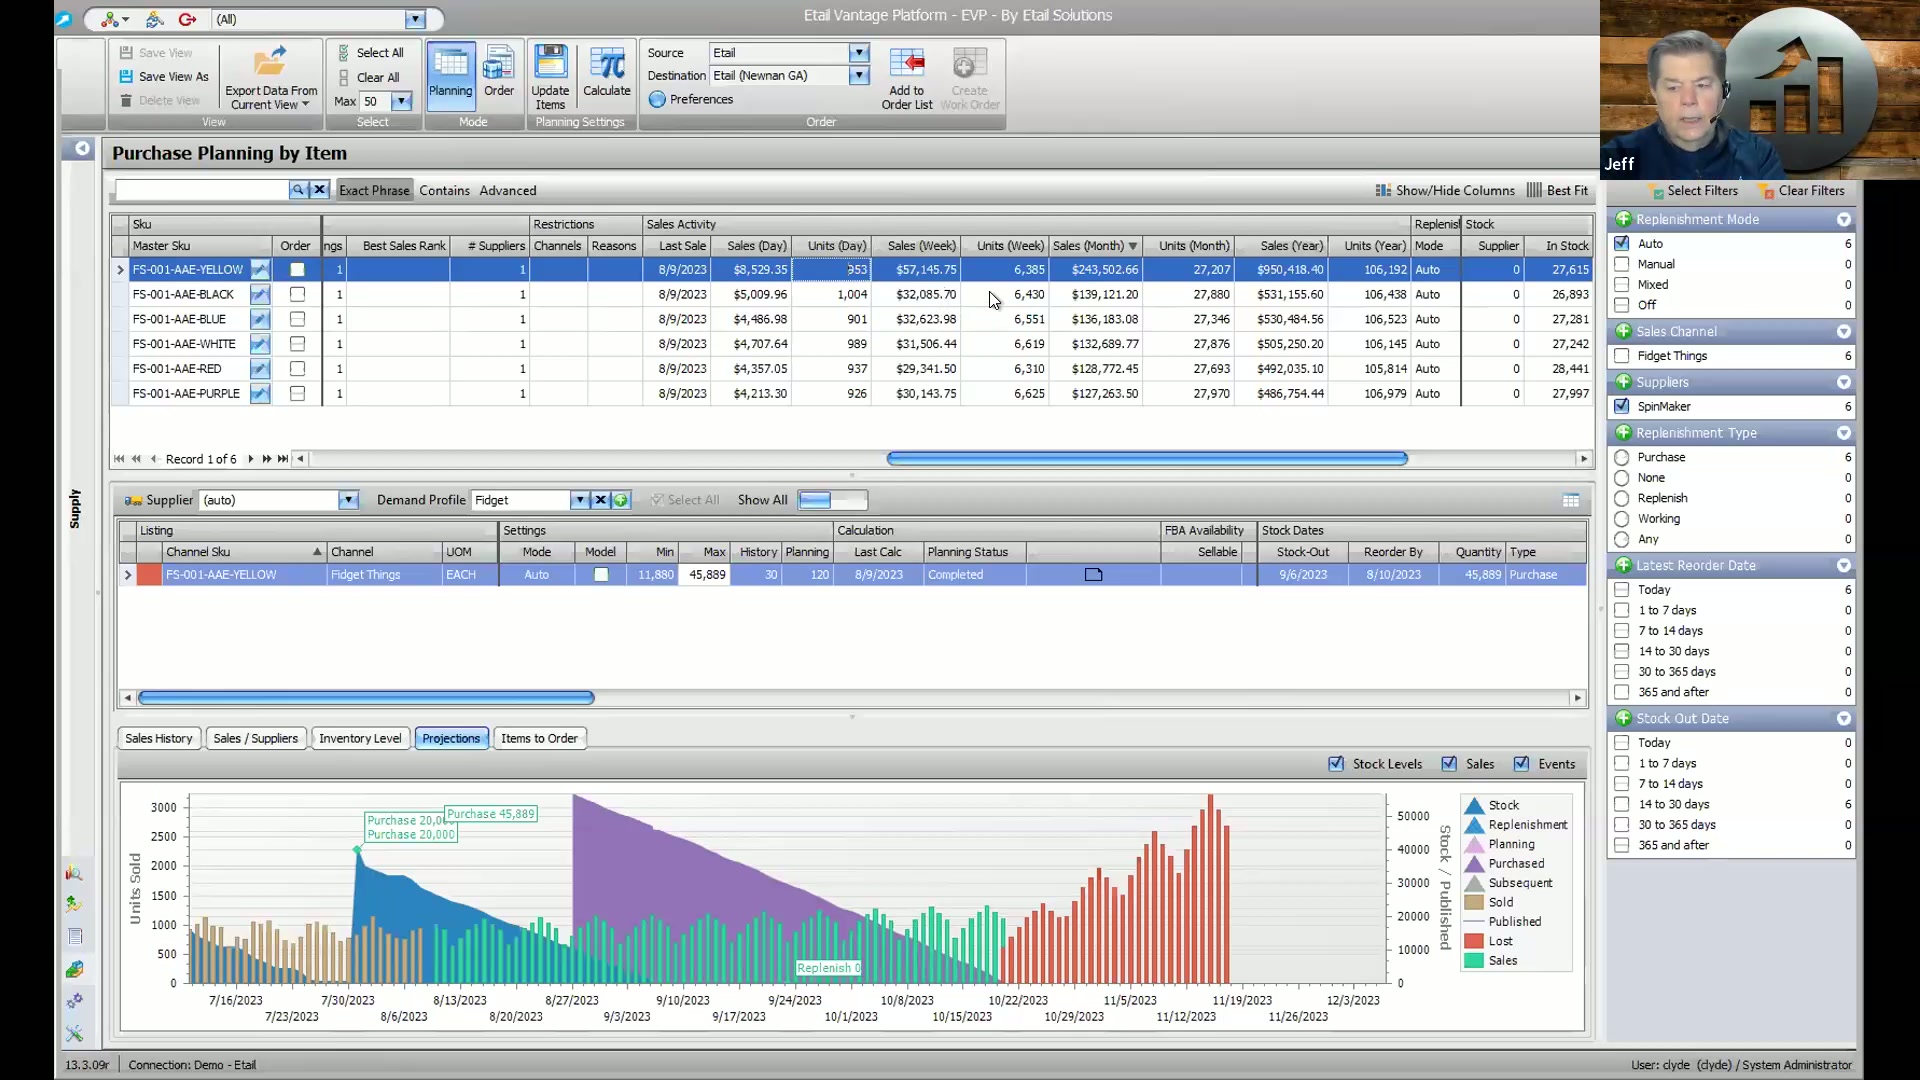 (All)
Etail Vantage Platform - EVP - By Etail Solutions
Save View
Save View As
Delete View
Export Data From
Current View
View
Select All
Clear All
Max 50
Select
Planning
Order
Mode
Update
Items
Calculate
Planning Settings
Source Etail
Destination Etail (Newnan GA)
Preferences
Add to
Order List
Create
Work Order
Order
Jeff
Purchase Planning by Item
Exact Phrase Contains Advanced
Show/Hide Columns Best Fit
Sku Restrictions Sales Activity Replenisl Stock
Master Sku Order ngs Best Sales Rank # Suppliers Channels Reasons Last Sale Sales (Day) Units (Day) Sales (Week) Units (Week) Sales (Month) Units (Month) Sales (Year) Units (Year) Mode Supplier In Stock
FS-001-AAE-YELLOW 1 1 8/9/2023 $8,529.35 953 $57,145.75 6,385 $243,502.66 27,207 $950,418.40 106,192 Auto 0 27,615
FS-001-AAE-BLACK 1 1 8/9/2023 $5,009.96 1,004 $32,085.70 6,430 $139,121.20 27,880 $531,155.60 106,438 Auto 0 26,893
FS-001-AAE-BLUE 1 1 8/9/2023 $4,486.98 901 $32,623.98 6,551 $136,183.08 27,346 $530,484.56 106,523 Auto 0 27,281
FS-001-AAE-WHITE 1 1 8/9/2023 $4,707.64 989 $31,506.44 6,619 $132,689.77 27,876 $505,250.20 106,145 Auto 0 27,242
FS-001-AAE-RED 1 1 8/9/2023 $4,357.05 937 $29,341.50 6,310 $128,772.45 27,693 $492,035.10 105,814 Auto 0 28,441
FS-001-AAE-PURPLE 1 1 8/9/2023 $4,213.30 926 $30,143.75 6,625 $127,263.50 27,970 $486,754.44 106,979 Auto 0 27,997
Record 1 of 6
Supply
Supplier (auto) Demand Profile Fidget Select All Show All
Listing Settings Calculation FBA Availability Stock Dates
Channel Sku Channel UOM Mode Model Min Max History Planning Last Calc Planning Status Sellable Stock-Out Reorder By Quantity Type
FS-001-AAE-YELLOW Fidget Things EACH Auto 11,880 45,889 30 120 8/9/2023 Completed 9/6/2023 8/10/2023 45,889 Purchase
Sales History Sales / Suppliers Inventory Level Projections Items to Order
Stock Levels Sales Events
Units Sold
3000
2500
2000
1500
1000
500
0
Purchase 20,0
Purchase 45,889
Purchase 20,000
Replenish 0
50000
40000
30000
20000
10000
0
Stock / Published
7/16/2023 7/30/2023 8/13/2023 8/27/2023 9/10/2023 9/24/2023 10/8/2023 10/22/2023 11/5/2023 11/19/2023 12/3/2023
7/23/2023 8/6/2023 8/20/2023 9/3/2023 9/17/2023 10/1/2023 10/15/2023 10/29/2023 11/12/2023 11/26/2023
Stock
Replenishment
Planning
Purchased
Subsequent
Sold
Published
Lost
Sales
Select Filters Clear Filters
Replenishment Mode
Auto 6
Manual 0
Mixed 0
Off 0
Sales Channel
Fidget Things 6
Suppliers
SpinMaker 6
Replenishment Type
Purchase 6
None 0
Replenish 0
Working 0
Any 0
Latest Reorder Date
Today 6
1 to 7 days 0
7 to 14 days 0
14 to 30 days 0
30 to 365 days 0
365 and after 0
Stock Out Date
Today 0
1 to 7 days 0
7 to 14 days 0
14 to 30 days 6
30 to 365 days 0
365 and after 0
13.3.09r Connection: Demo - Etail
User: clyde (clyde) / System Administrator